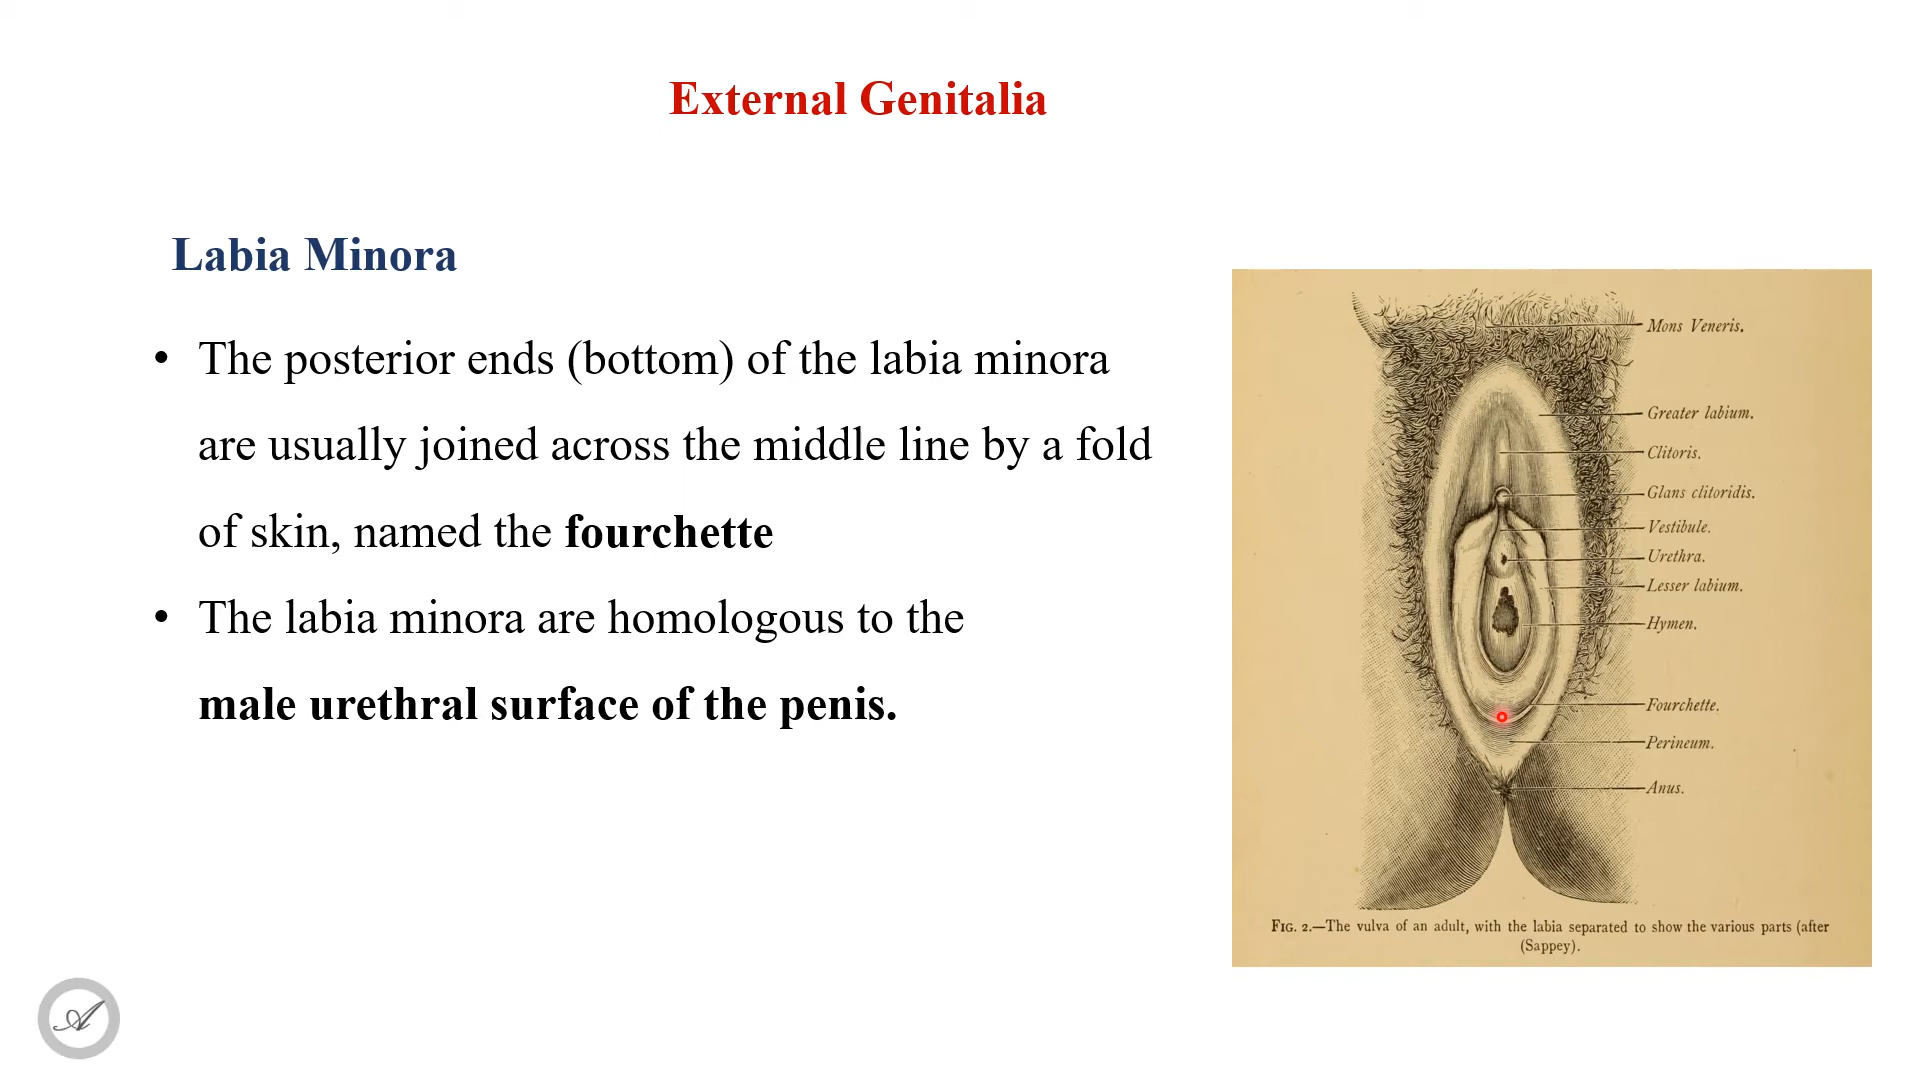 External Genitalia
Labia Minora
• The posterior ends (bottom) of the labia minora
are usually joined across the middle line by a fold
of skin, named the fourchette
• The labia minora are homologous to the
male urethral surface of the penis.
Mons Veneris.
Greater labium.
Clitoris.
Glans clitoridis.
Vestibule.
Urethra.
Lesser labium.
Hymen.
Fourchette.
Perineum.
Anus.
FIG. 2.—The vulva of an adult, with the labia separated to show the various parts (after
(Sappey).
A